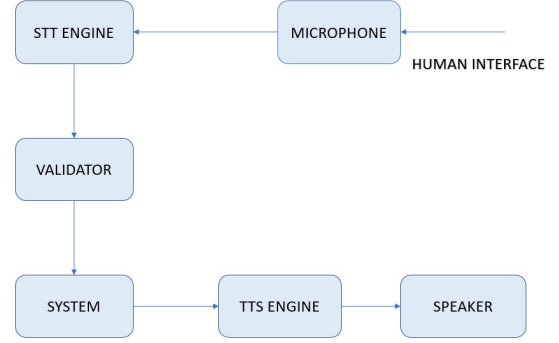 STT ENGINE
MICROPHONE
HUMAN INTERFACE
VALIDATOR
SYSTEM
TTS ENGINE
SPEAKER